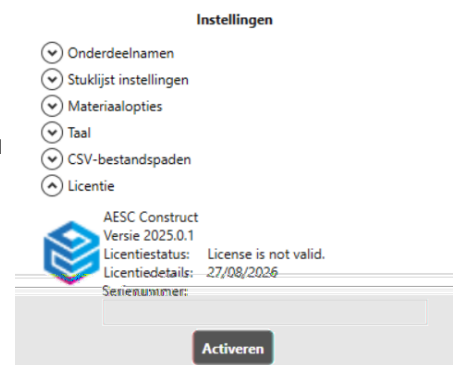 Instellingen
Onderdeelnamen
Stuklijst instellingen
Materiaalopties
Taal
CSV-bestandspaden
Licentie
AESC Construct
Versie 2025.0.1
Licentiestatus: License is not valid.
Licentiedetails: 27/08/2026
Serienummer:
Activeren